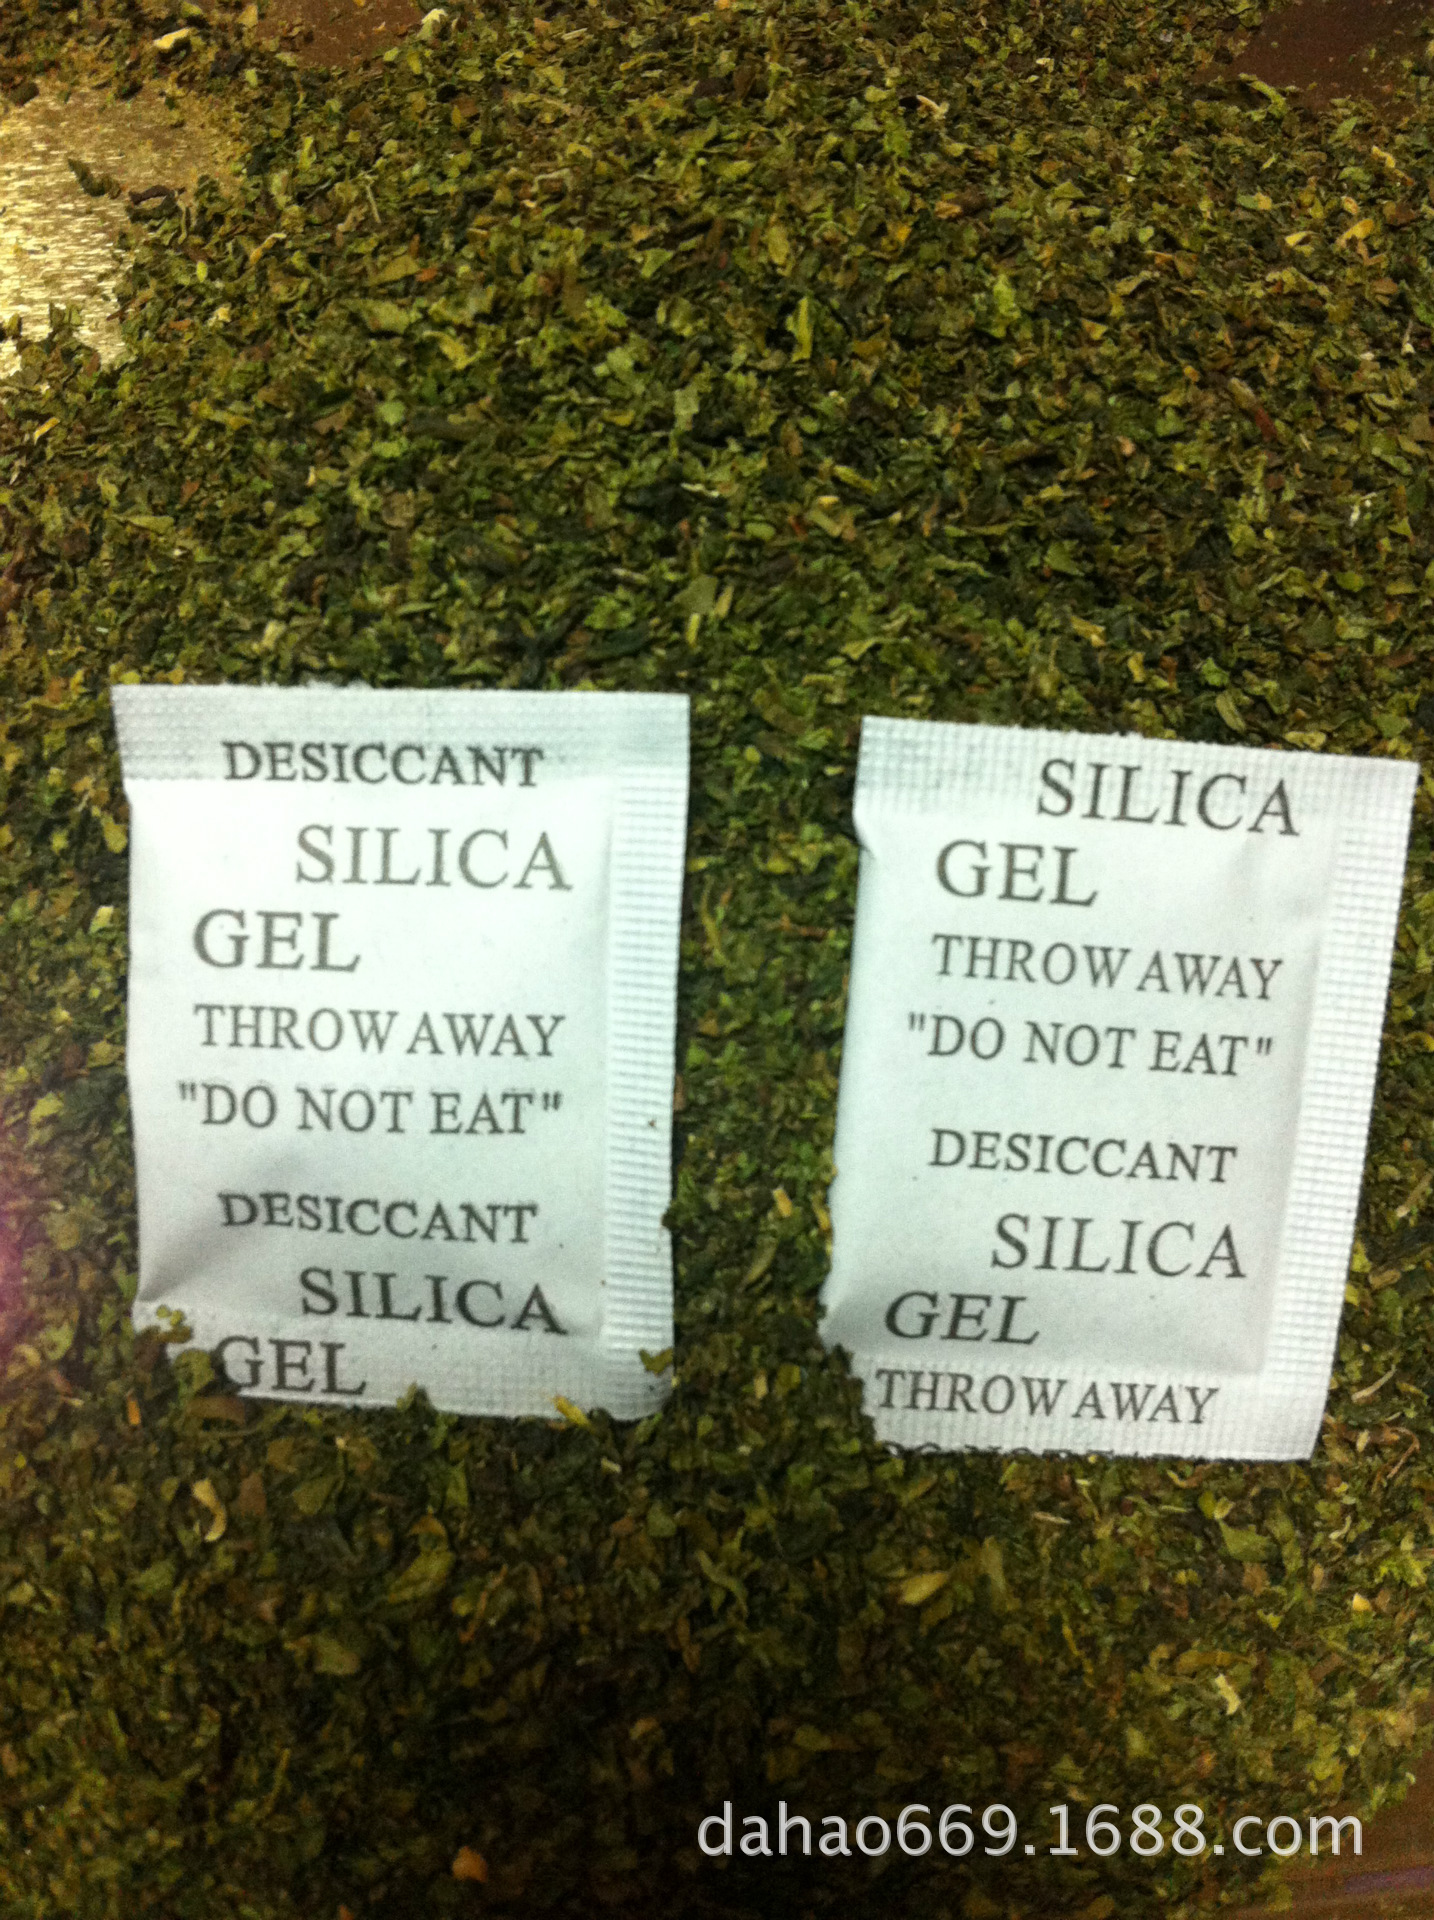 DESICCANT
SILICA
GEL
THROW AWAY
"DO NOT EAT"
DESICCANT
SILICA
GEL
SILICA
GEL
THROW AWAY
"DO NOT EAT"
DESICCANT
SILICA
GEL
THROW AWAY
dahao669.1688.com